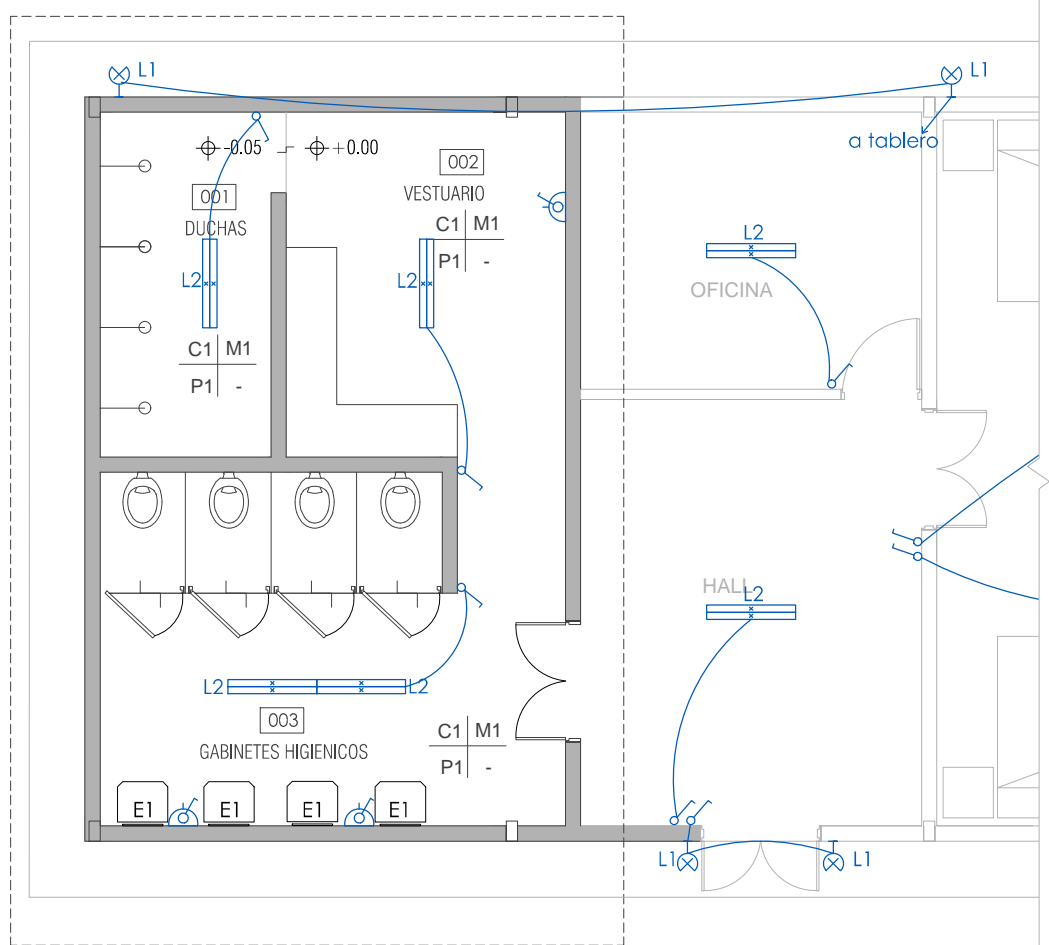 L1
L1
a tablero
-0.05
+0.00
002
VESTUARIO
001
DUCHAS
C1 M1
P1 -
L2
L2
L2
OFICINA
C1 M1
P1 -
HALL
L2
L2
L2
003
GABINETES HIGIENICOS
C1 M1
P1 -
E1
E1
E1
E1
L1
L1